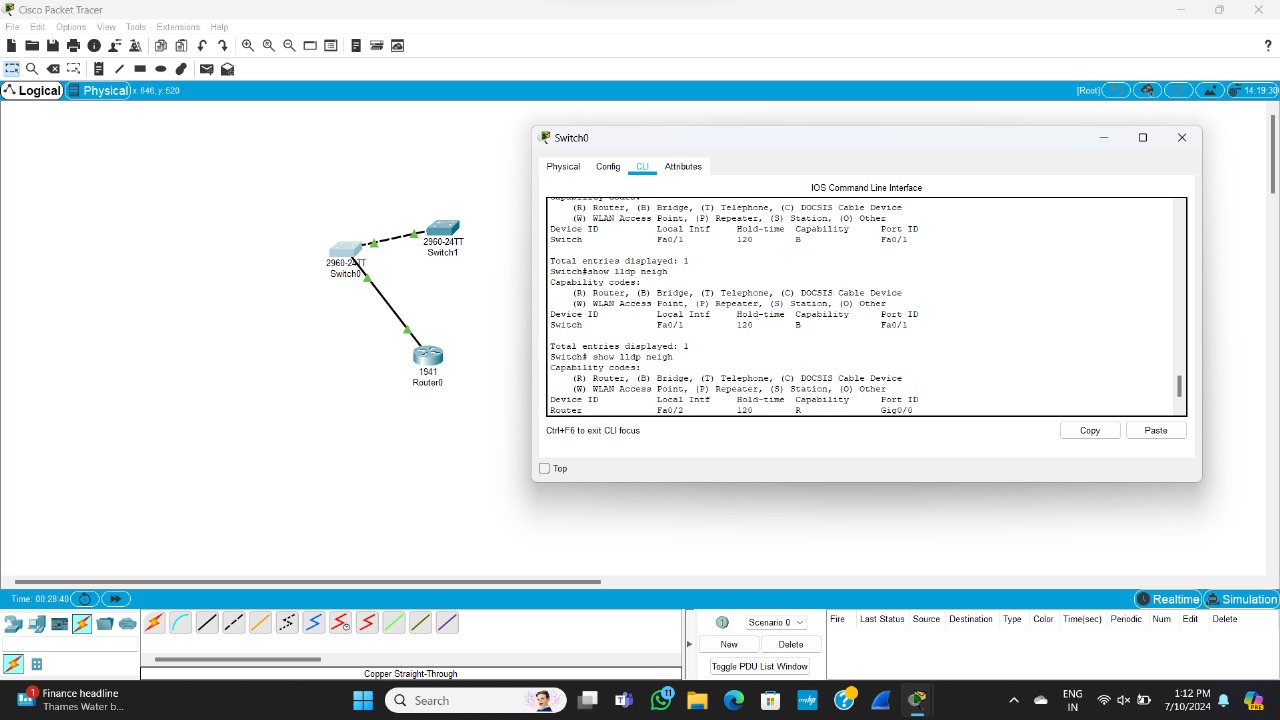 Cisco Packet Tracer
File Edit Options View Tools Extensions Help
?
Logical Physical x: 646, y: 520 [Root] 14:19:30
Switch0
Physical Config CLI Attributes
IOS Command Line Interface
Capability codes:
(R) Router, (B) Bridge, (T) Telephone, (C) DOCSIS Cable Device
(W) WLAN Access Point, (P) Repeater, (S) Station, (O) Other
Device ID Local Intf Hold-time Capability Port ID
Switch Fa0/1 120 B Fa0/1
Total entries displayed: 1
Switch#show lldp neigh
Capability codes:
(R) Router, (B) Bridge, (T) Telephone, (C) DOCSIS Cable Device
(W) WLAN Access Point, (P) Repeater, (S) Station, (O) Other
Device ID Local Intf Hold-time Capability Port ID
Switch Fa0/1 120 B Fa0/1
Total entries displayed: 1
Switch# show lldp neigh
Capability codes:
(R) Router, (B) Bridge, (T) Telephone, (C) DOCSIS Cable Device
(W) WLAN Access Point, (P) Repeater, (S) Station, (O) Other
Device ID Local Intf Hold-time Capability Port ID
Router Fa0/2 120 R Gig0/0
Ctrl+F6 to exit CLI focus
Copy Paste
Top
2960-24TT
Switch1
2960-24TT
Switch0
1941
Router0
Time: 00:28:40 Realtime Simulation
Scenario 0
New Delete
Toggle PDU List Window
Fire Last Status Source Destination Type Color Time(sec) Periodic Num Edit Delete
Copper Straight-Through
1
Finance headline
Thames Water b...
Search
11
ENG
IN
1:12 PM
7/10/2024
PRE